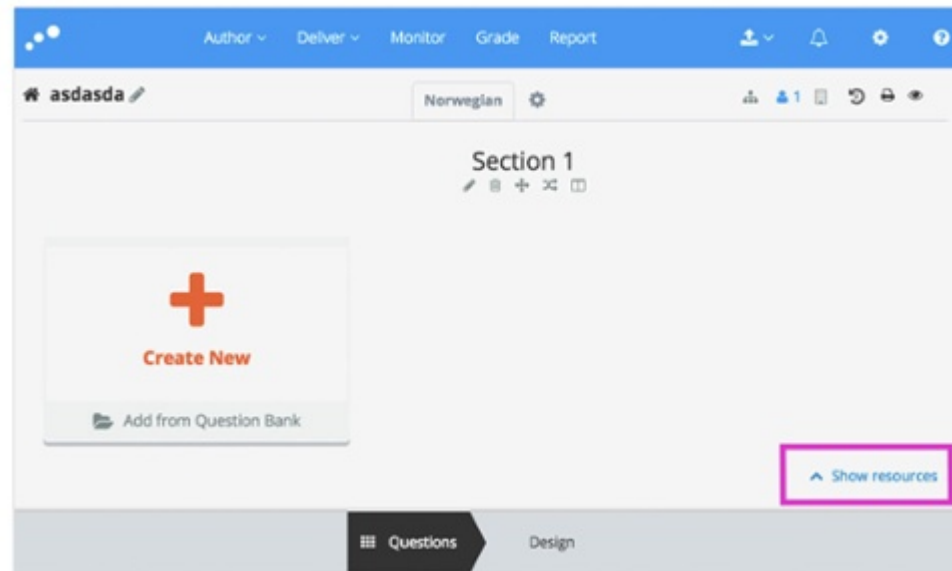 Author Deliver Monitor Grade Report
asdasda Norwegian 1
Section 1
Create New
Add from Question Bank
Show resources
Questions Design